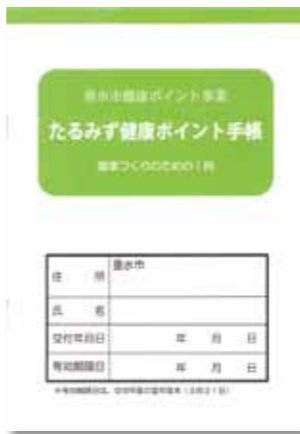 垂水市健康ポイント事業
たるみず健康ポイント手帳
健康づくりのための1冊
住 所 垂水市
氏 名
交付年月日 年 月 日
有効期限日 年 月 日